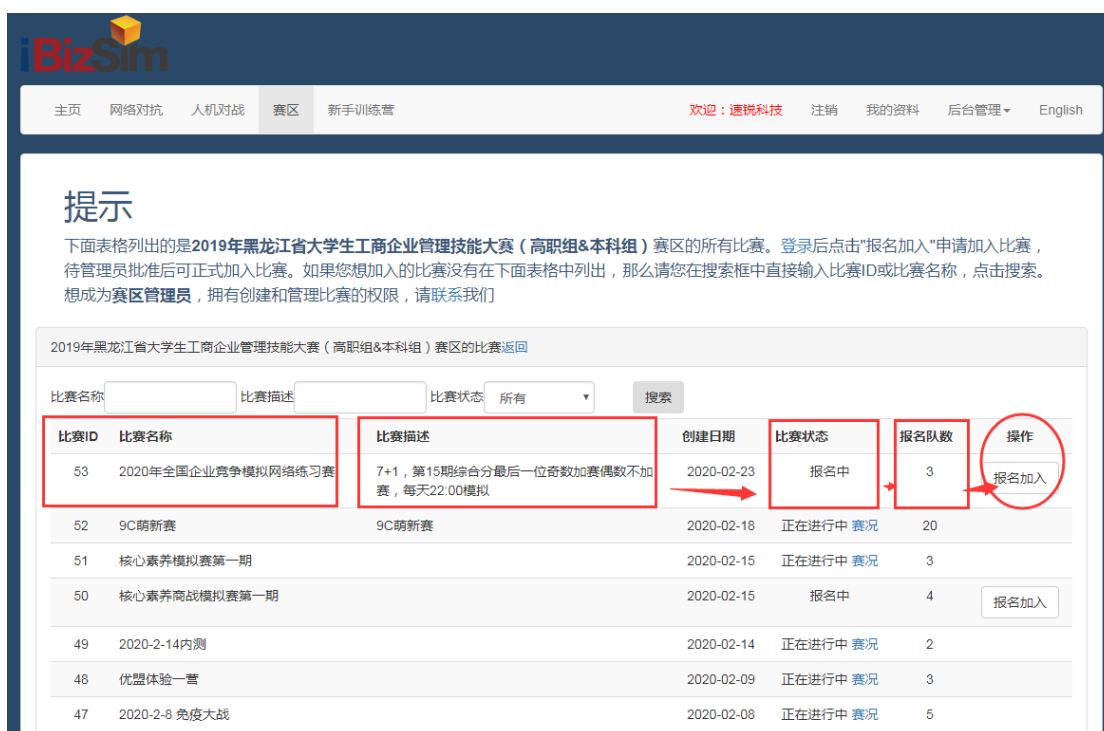 iBizSim
主页 网络对抗 人机对战 赛区 新手训练营 欢迎：速锐科技 注销 我的资料 后台管理 English
提示
下面表格列出的是2019年黑龙江省大学生工商企业管理技能大赛（高职组&本科组）赛区的所有比赛。登录后点击"报名加入"申请加入比赛，
待管理员批准后可正式加入比赛。如果您想加入的比赛没有在下面表格中列出，那么请您在搜索框中直接输入比赛ID或比赛名称，点击搜索。
想成为赛区管理员，拥有创建和管理比赛的权限，请联系我们
2019年黑龙江省大学生工商企业管理技能大赛（高职组&本科组）赛区的比赛返回
比赛名称 比赛描述 比赛状态 所有 搜索
比赛ID 比赛名称 比赛描述 创建日期 比赛状态 报名队数 操作
53 2020年全国企业竞争模拟网络练习赛 7+1，第15期综合分最后一位奇数加赛偶数不加 2020-02-23 报名中 3 报名加入
赛，每天22:00模拟
52 9C萌新赛 9C萌新赛 2020-02-18 正在进行中 赛况 20
51 核心素养模拟赛第一期 2020-02-15 正在进行中 赛况 3
50 核心素养商战模拟赛第一期 2020-02-15 报名中 4 报名加入
49 2020-2-14内测 2020-02-14 正在进行中 赛况 2
48 优盟体验一营 2020-02-09 正在进行中 赛况 3
47 2020-2-8 免疫大战 2020-02-08 正在进行中 赛况 5